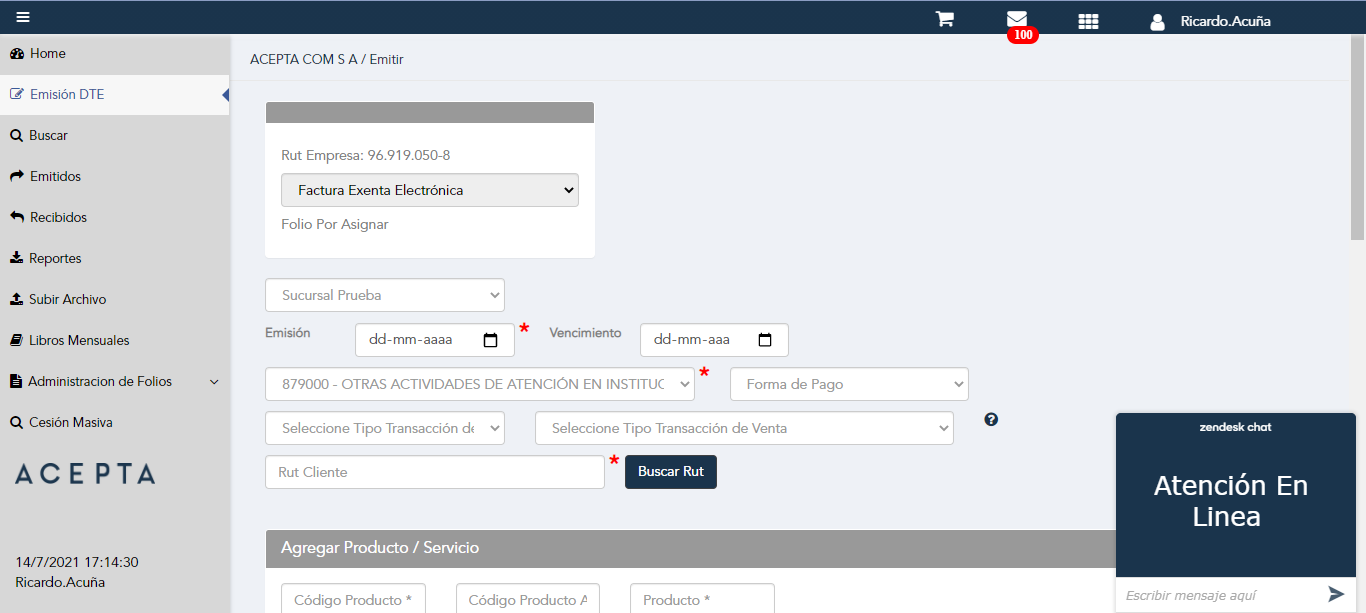 100
Ricardo.Acuña
Home
Emisión DTE
Buscar
Emitidos
Recibidos
Reportes
Subir Archivo
Libros Mensuales
Administracion de Folios
Cesión Masiva
ACEPTA
14/7/2021 17:14:30
Ricardo.Acuña
ACEPTA COM S A / Emitir
Rut Empresa: 96.919.050-8
Factura Exenta Electrónica
Folio Por Asignar
Sucursal Prueba
Emisión dd-mm-aaaa * Vencimiento dd-mm-aaa
879000 - OTRAS ACTIVIDADES DE ATENCIÓN EN INSTITUC * Forma de Pago
Seleccione Tipo Transacción de Seleccione Tipo Transacción de Venta ?
Rut Cliente * Buscar Rut
Agregar Producto / Servicio
Código Producto * Código Producto A Producto *
zendesk chat
Atención En
Linea
Escribir mensaje aquí